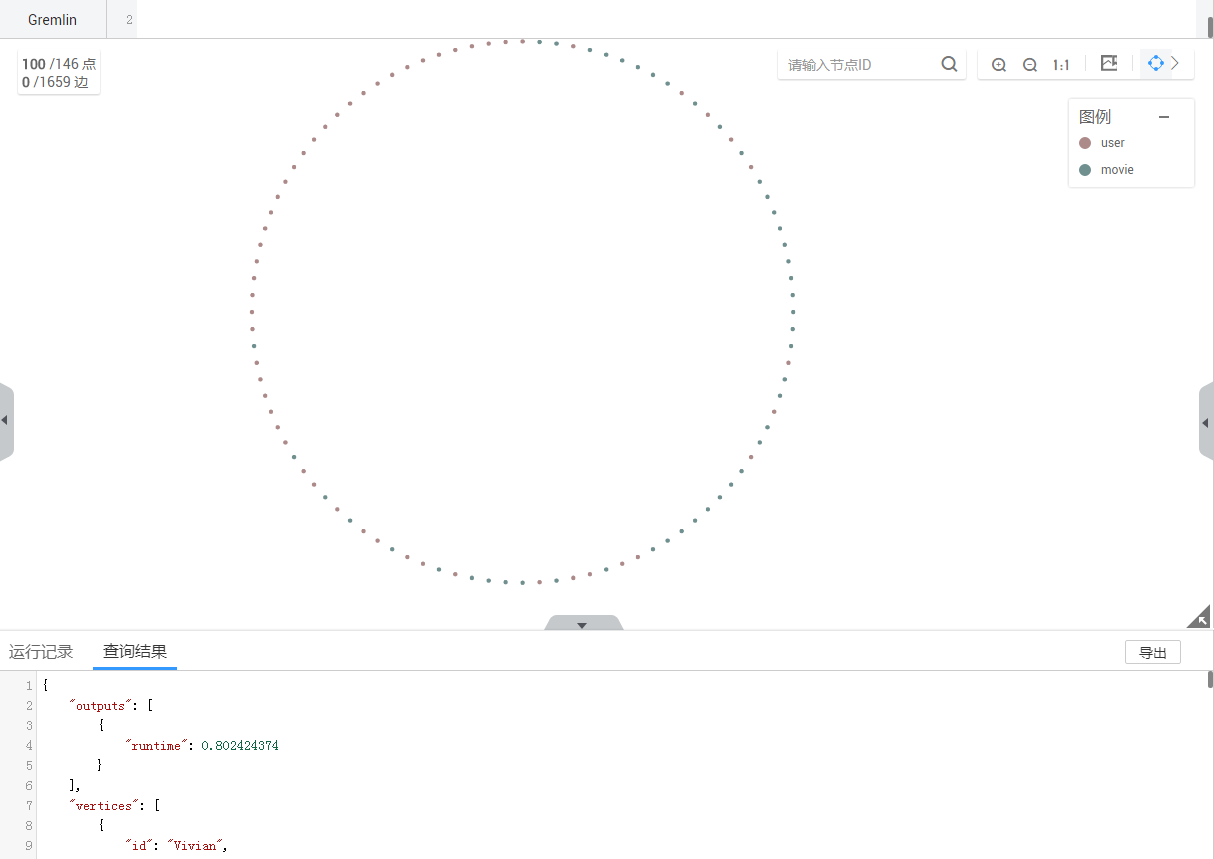 Gremlin 2
100 /146 点
0 /1659 边
请输入节点ID
1:1
图例
user
movie
运行记录 查询结果
导出
1 {
2 "outputs": [
3 {
4 "runtime": 0.802424374
5 }
6 ],
7 "vertices": [
8 {
9 "id": "Vivian",